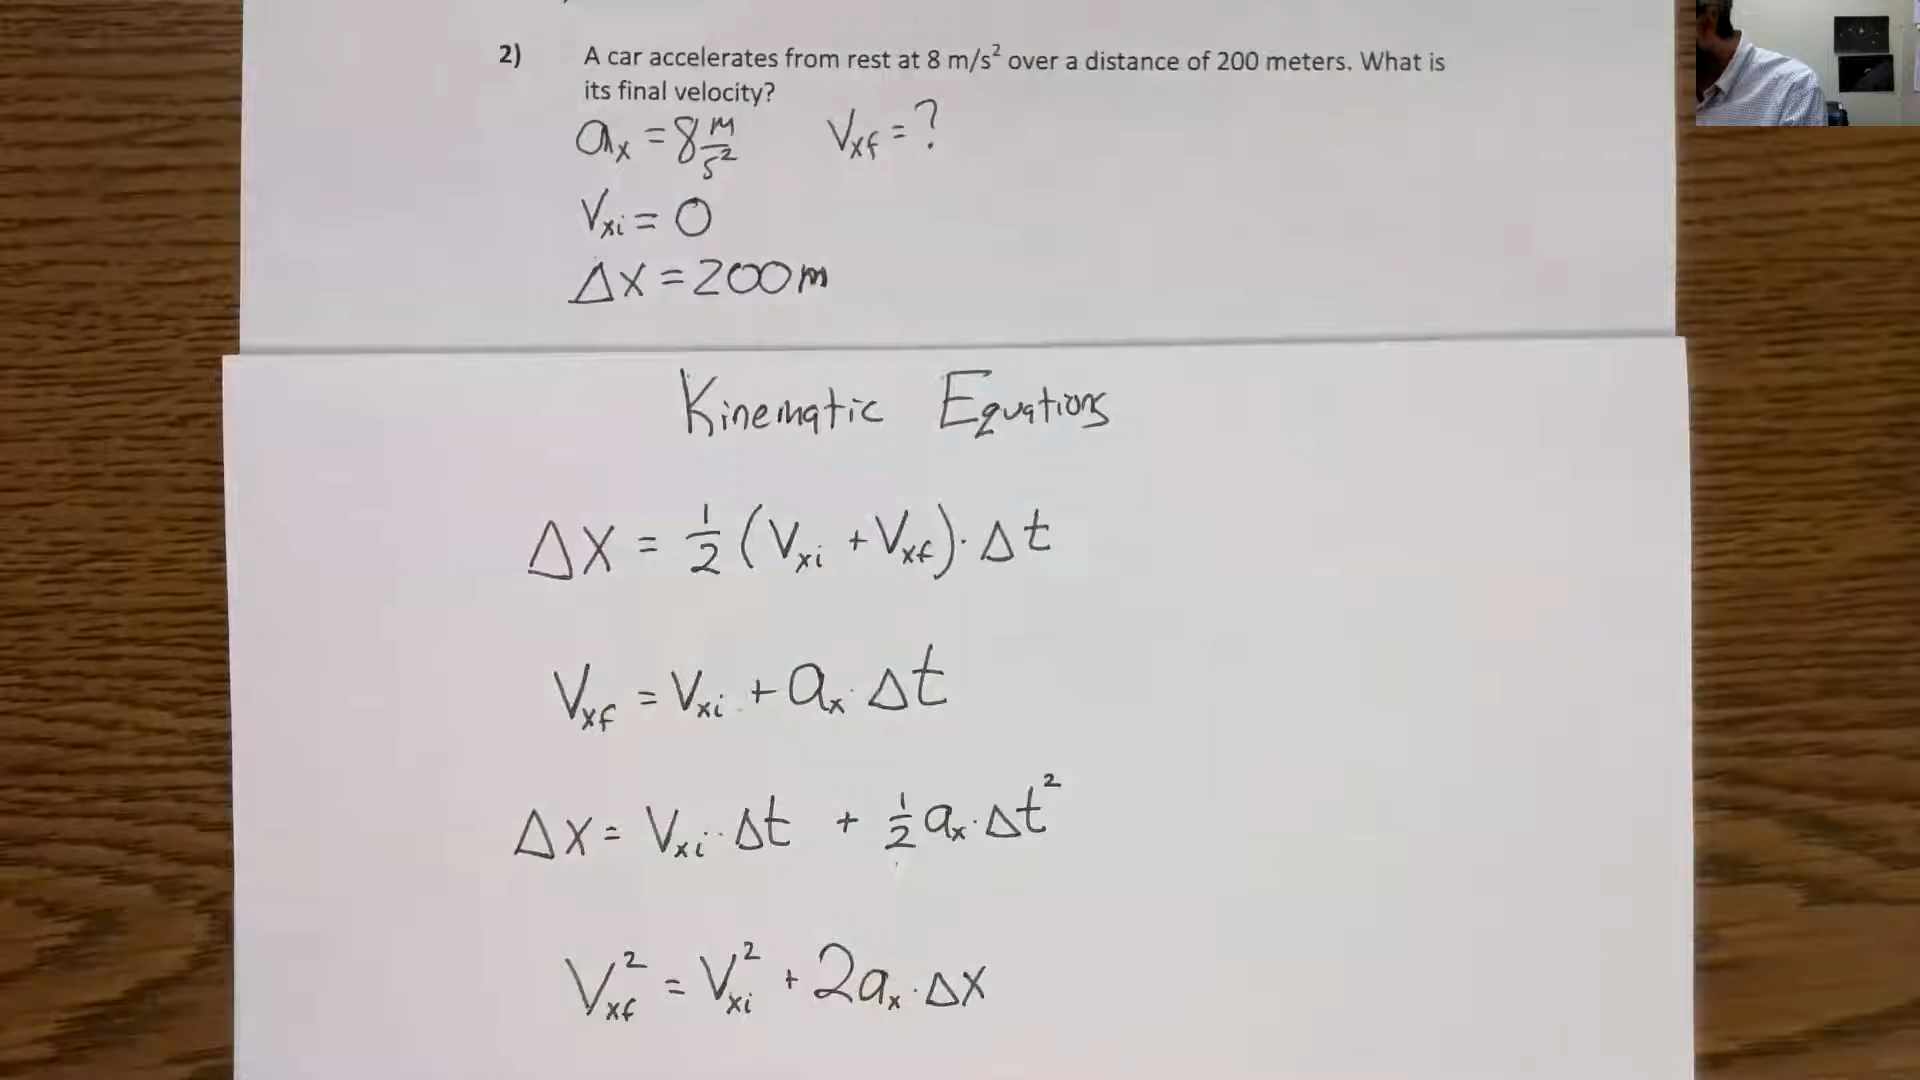 2) A car accelerates from rest at 8 m/s² over a distance of 200 meters. What is
its final velocity?
aₓ = 8 m/s² Vxf = ?
Vxi = 0
Δx = 200m
Kinematic Equations
Δx = ½ (Vxi + Vxf) · Δt
Vxf = Vxi + aₓ · Δt
Δx = Vxi · Δt + ½ aₓ · Δt²
Vxf² = Vxi² + 2aₓ · Δx